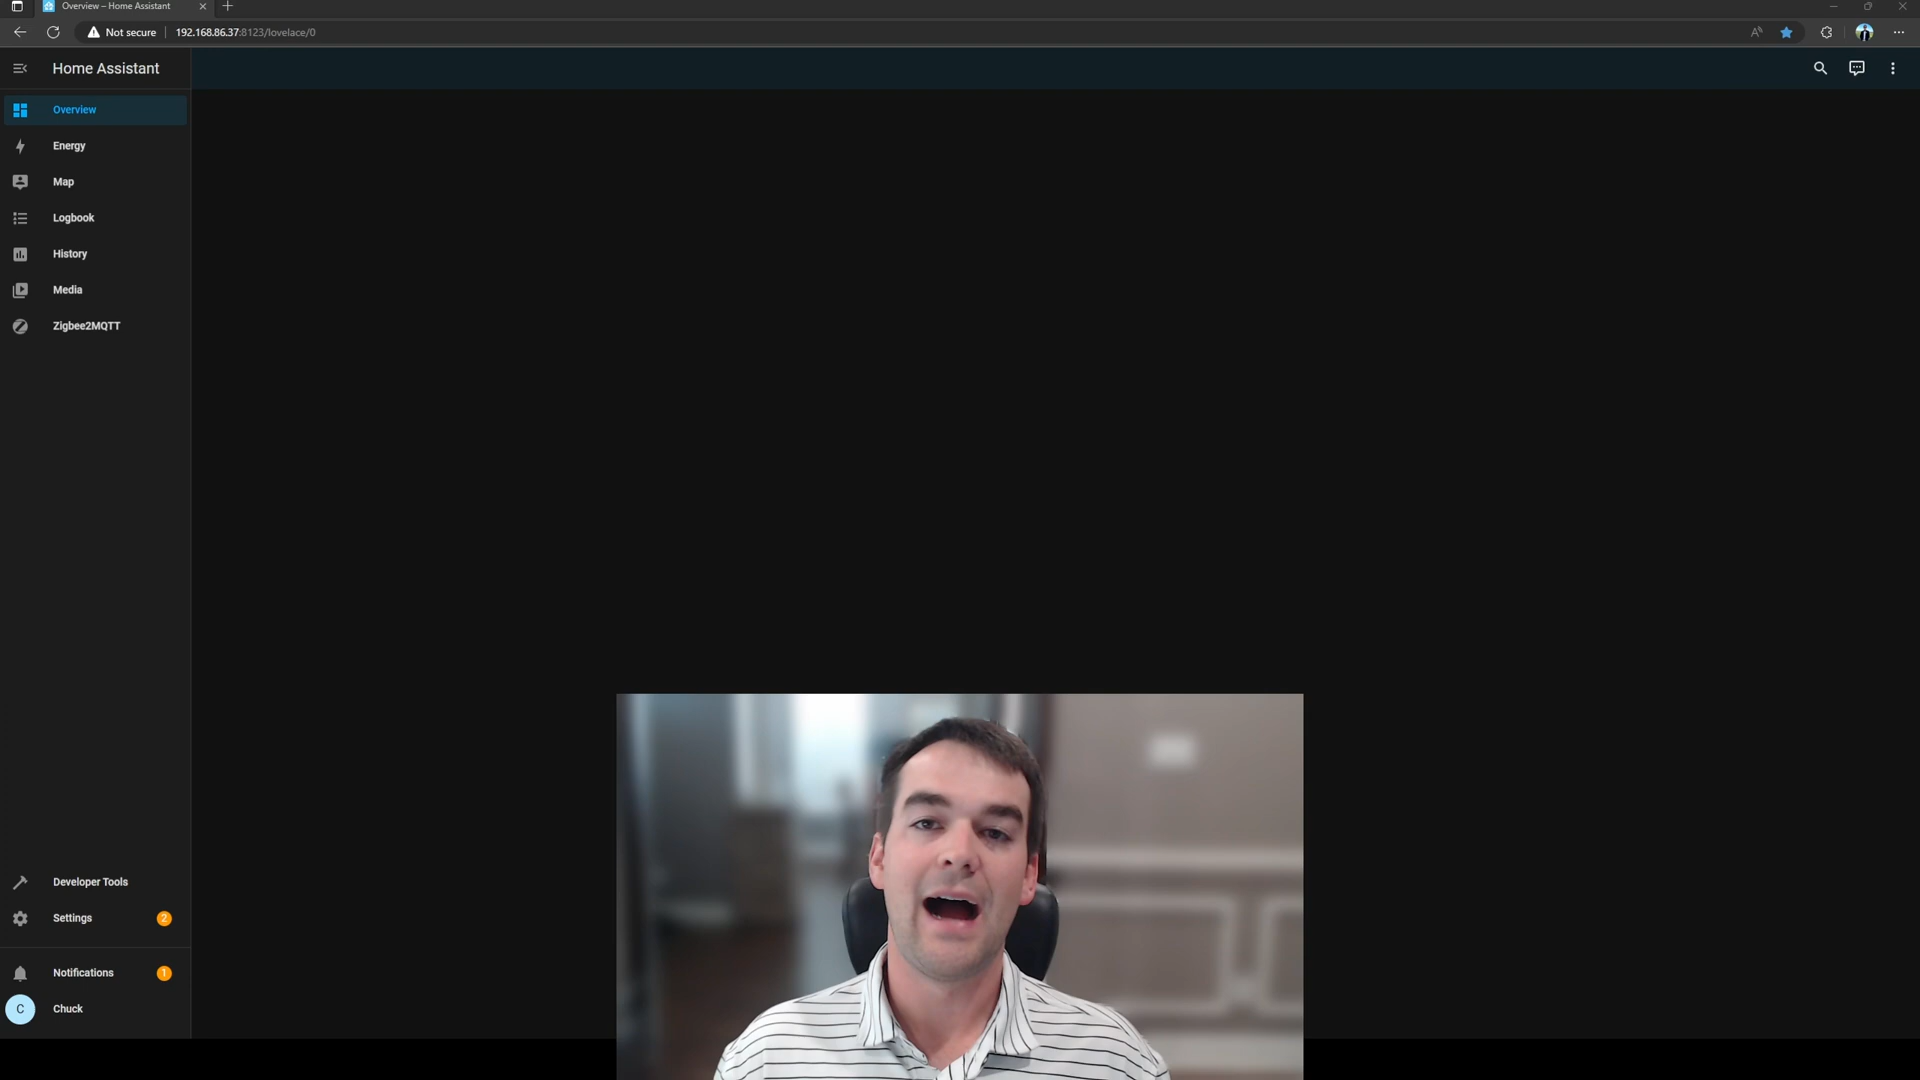 Overview – Home Assistant
Not secure
192.168.86.37:8123/lovelace/0
Home Assistant
Overview
Energy
Map
Logbook
History
Media
Zigbee2MQTT
Developer Tools
Settings
2
Notifications
1
C
Chuck